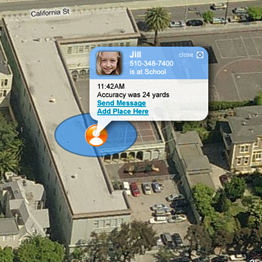 California St
Jill
close
510-348-7400
is at School
11:42AM
Accuracy was 24 yards
Send Message
Add Place Here